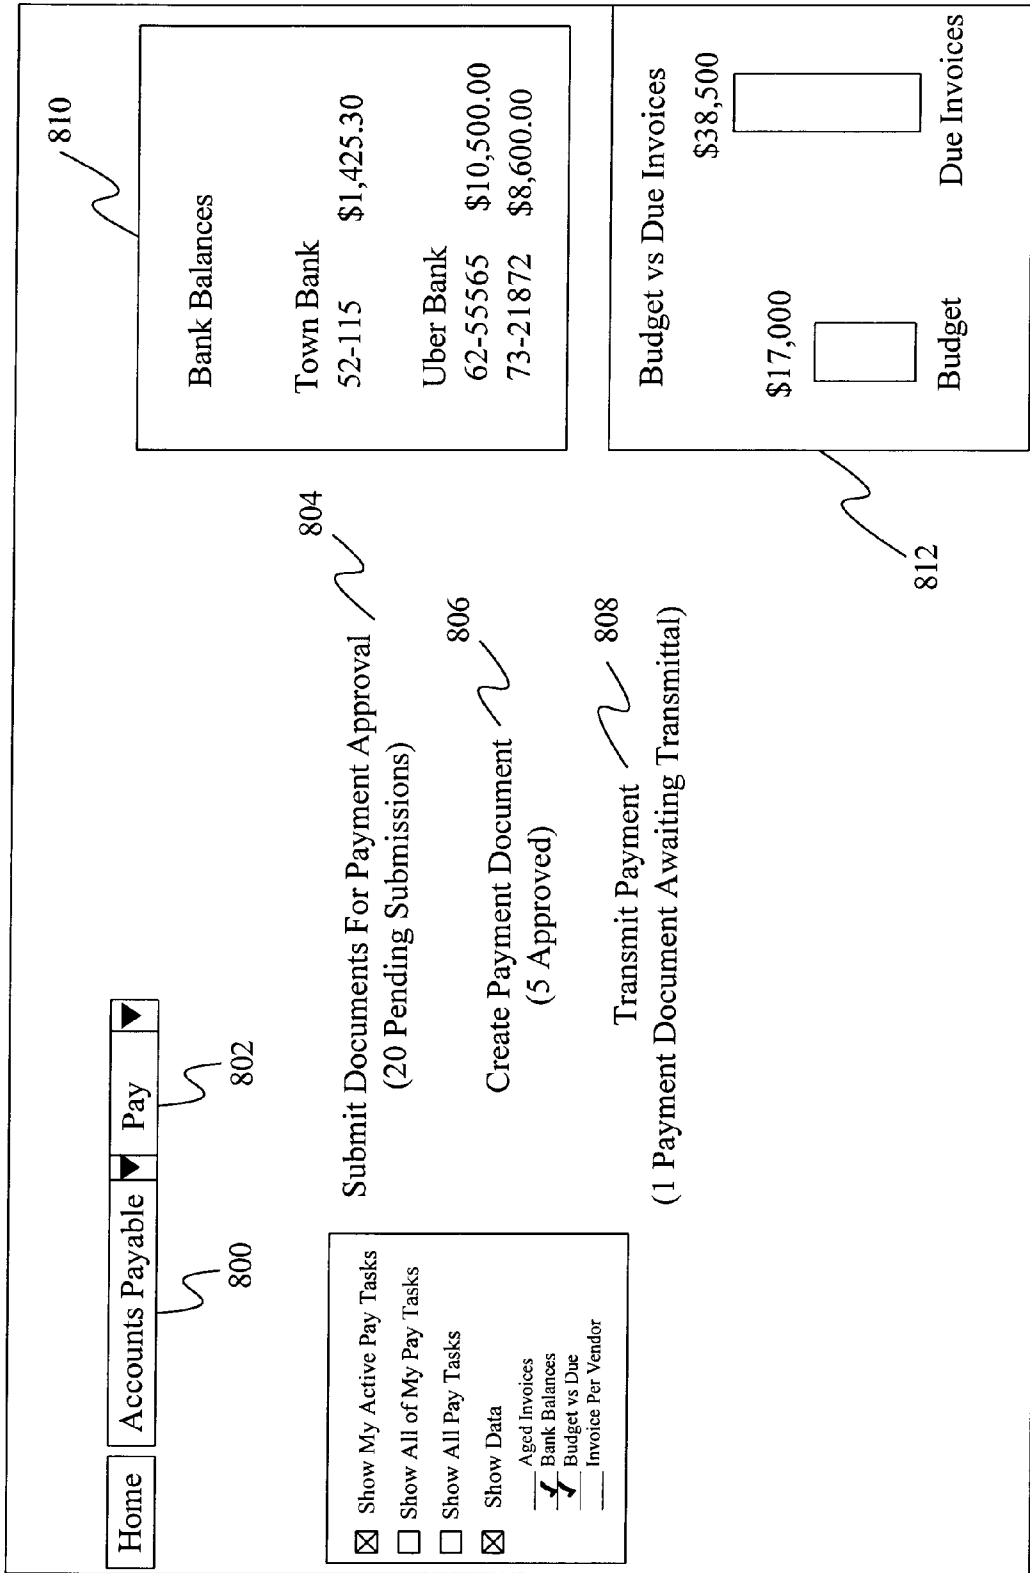 Home Accounts Payable Pay
800
802
Show My Active Pay Tasks
Show All of My Pay Tasks
Show All Pay Tasks
Show Data
Aged Invoices
Bank Balances
Budget vs Due
Invoice Per Vendor
Submit Documents For Payment Approval
(20 Pending Submissions)
804
Create Payment Document
(5 Approved)
806
Transmit Payment
(1 Payment Document Awaiting Transmittal)
808
810
Bank Balances
Town Bank
52-115 $1,425.30
Uber Bank
62-55565 $10,500.00
73-21872 $8,600.00
812
Budget vs Due Invoices
$38,500
$17,000
Budget Due Invoices